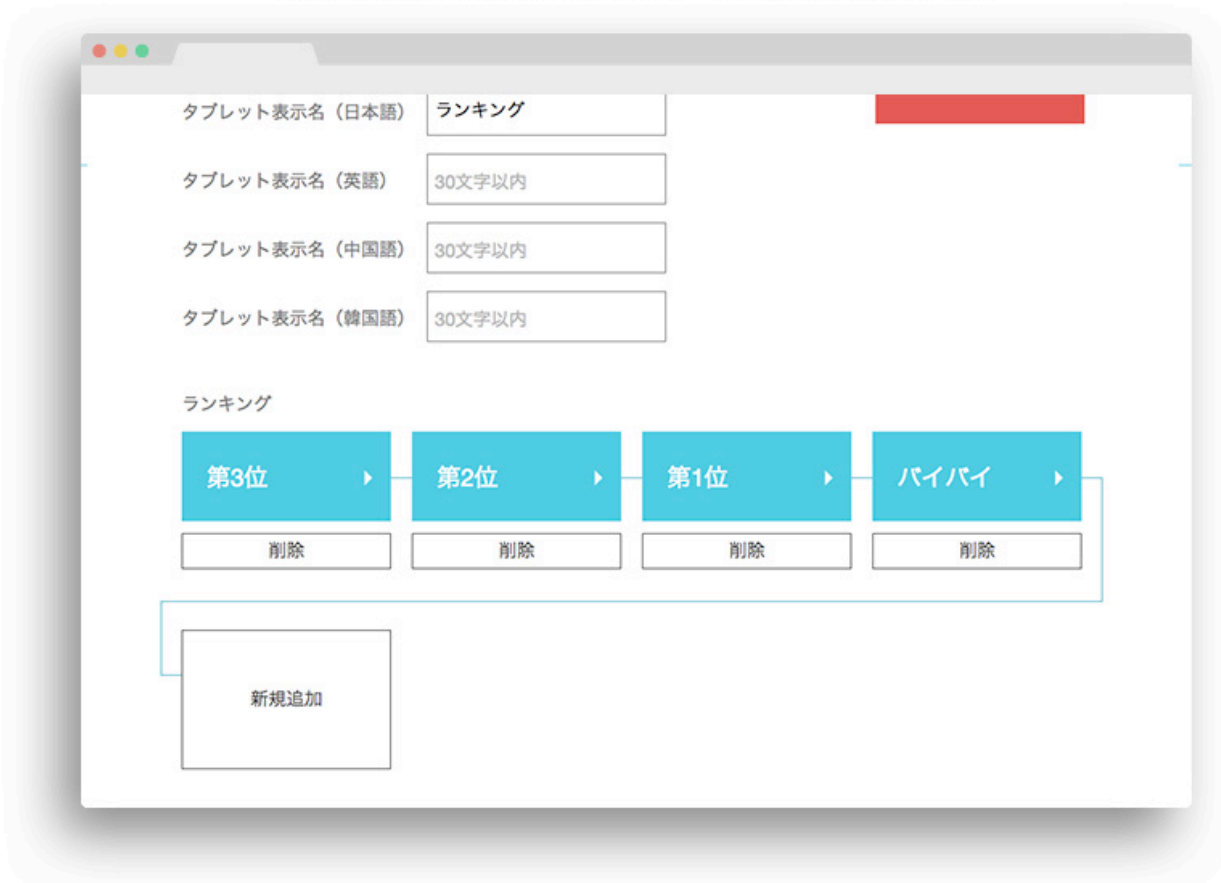 タブレット表示名（日本語） ランキング
タブレット表示名（英語） 30文字以内
タブレット表示名（中国語） 30文字以内
タブレット表示名（韓国語） 30文字以内
ランキング
第3位 第2位 第1位 バイバイ
削除 削除 削除 削除
新規追加